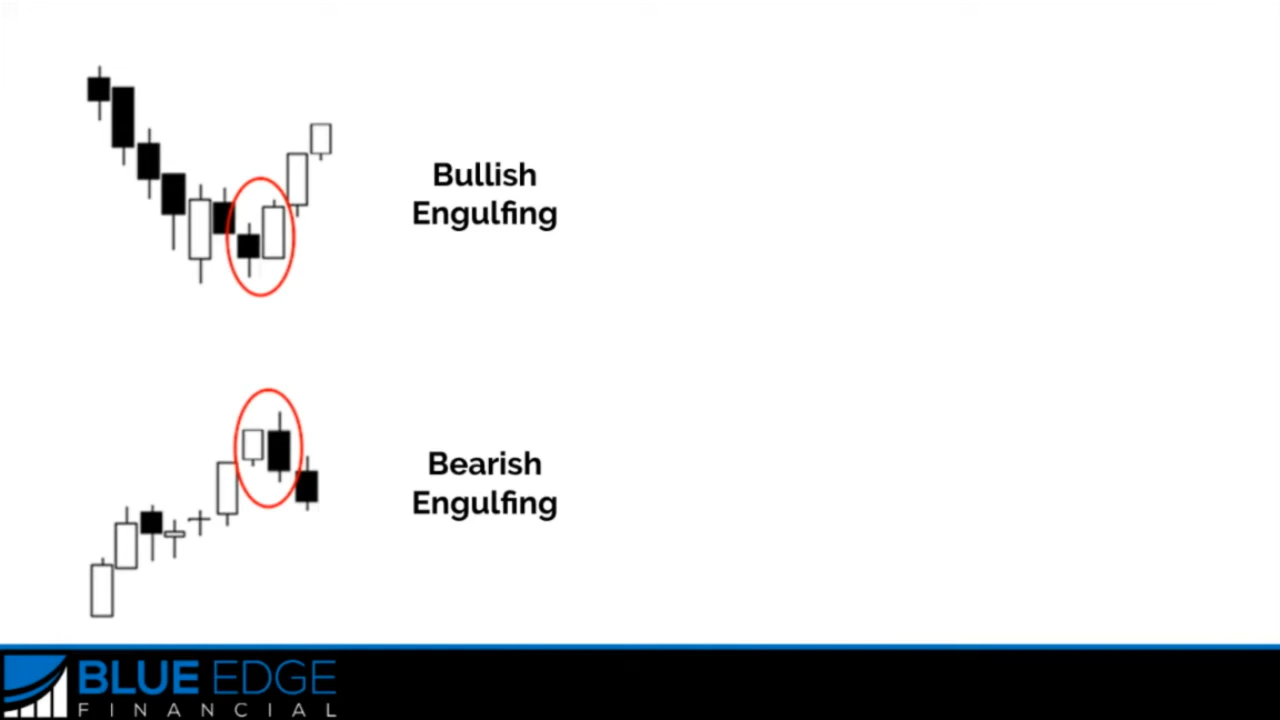 Bullish
Engulfing
Bearish
Engulfing
BLUE EDGE
FINANCIAL